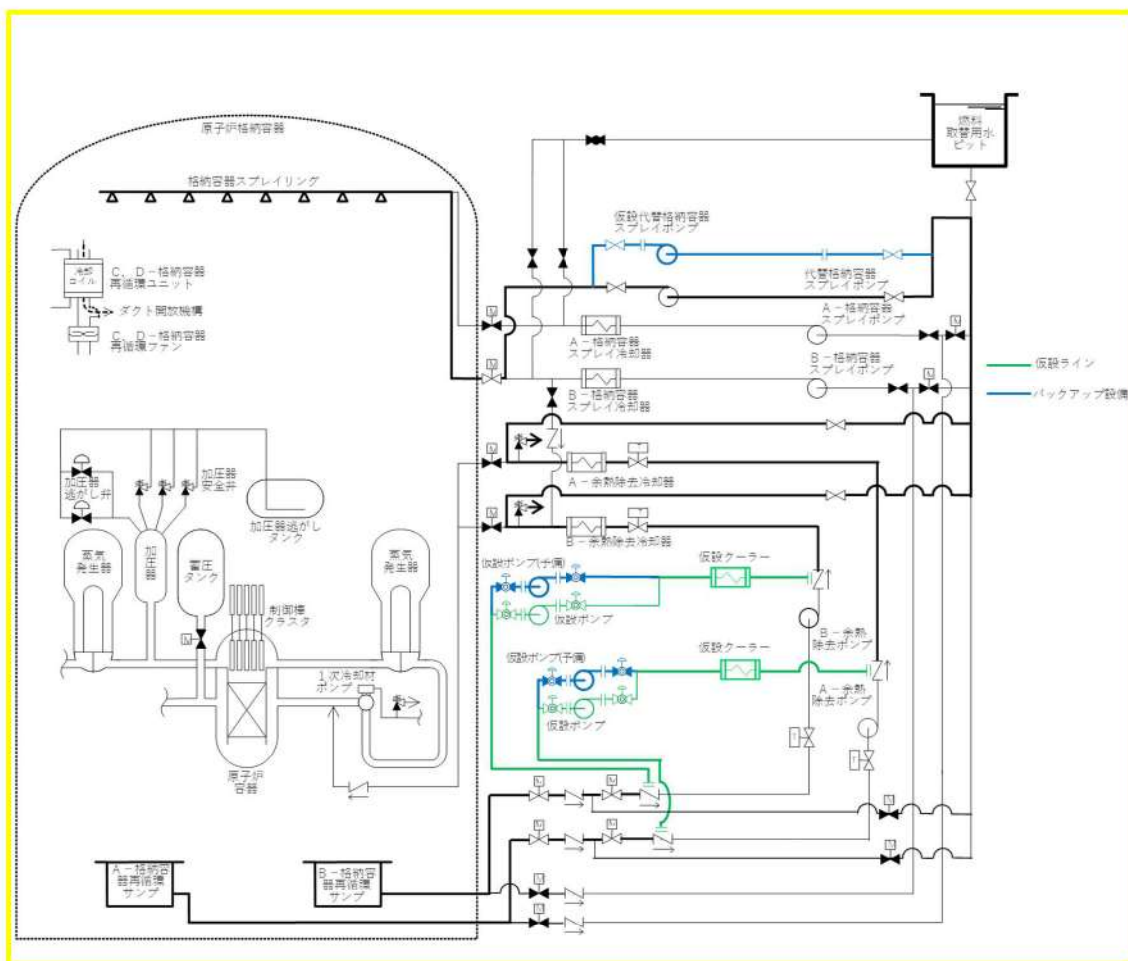 原子炉格納容器
燃料
取替用水
ピット
格納容器スプレイリング
仮設代替格納容器
スプレイポンプ
冷却
コイル
C、D-格納容器
再循環ユニット
ダクト開放機構
C、D-格納容器
再循環ファン
代替格納容器
スプレイポンプ
A-格納容器
スプレイポンプ
A-格納容器
スプレイ冷却器
B-格納容器
スプレイポンプ
B-格納容器
スプレイ冷却器
仮設ライン
バックアップ設備
加圧器
逃がし弁
加圧器
安全弁
加圧器逃がし
タンク
A-余熱除去冷却器
B-余熱除去冷却器
蒸気
発生器
加
圧
器
蓄圧
タンク
蒸気
発生器
制御棒
クラスタ
仮設ポンプ(予備)
仮設クーラー
仮設ポンプ
B-余熱
除去ポンプ
仮設ポンプ(予備)
仮設クーラー
仮設ポンプ
A-余熱
除去ポンプ
1次冷却材
ポンプ
原子炉
容器
A-格納容
器再循環
サンプ
B-格納容
器再循環
サンプ